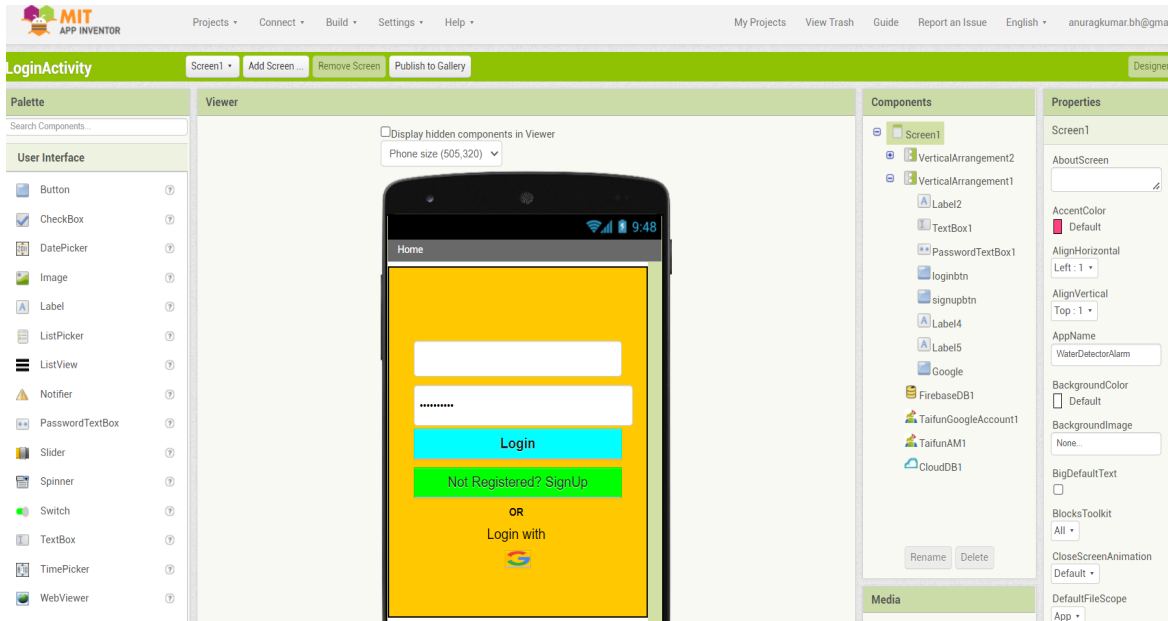 MIT
APP INVENTOR
Projects Connect Build Settings Help My Projects View Trash Guide Report an Issue English anuragkumar.bh@gma
LoginActivity Screen1 Add Screen ... Remove Screen Publish to Gallery Designer
Palette
Search Components...
User Interface
Button ?
CheckBox ?
DatePicker ?
Image ?
A Label ?
ListPicker ?
ListView ?
Notifier ?
PasswordTextBox ?
Slider ?
Spinner ?
Switch ?
TextBox ?
TimePicker ?
WebViewer ?
Viewer
Display hidden components in Viewer
Phone size (505,320)
9:48
Home
Login
Not Registered? SignUp
OR
Login with
Components
Screen1
VerticalArrangement2
VerticalArrangement1
A Label2
TextBox1
PasswordTextBox1
loginbtn
signupbtn
A Label4
A Label5
Google
FirebaseDB1
TaifunGoogleAccount1
TaifunAM1
CloudDB1
Rename Delete
Media
Properties
Screen1
AboutScreen
AccentColor
Default
AlignHorizontal
Left : 1
AlignVertical
Top : 1
AppName
WaterDetectorAlarm
BackgroundColor
Default
BackgroundImage
None...
BigDefaultText
BlocksToolkit
All
CloseScreenAnimation
Default
DefaultFileScope
App